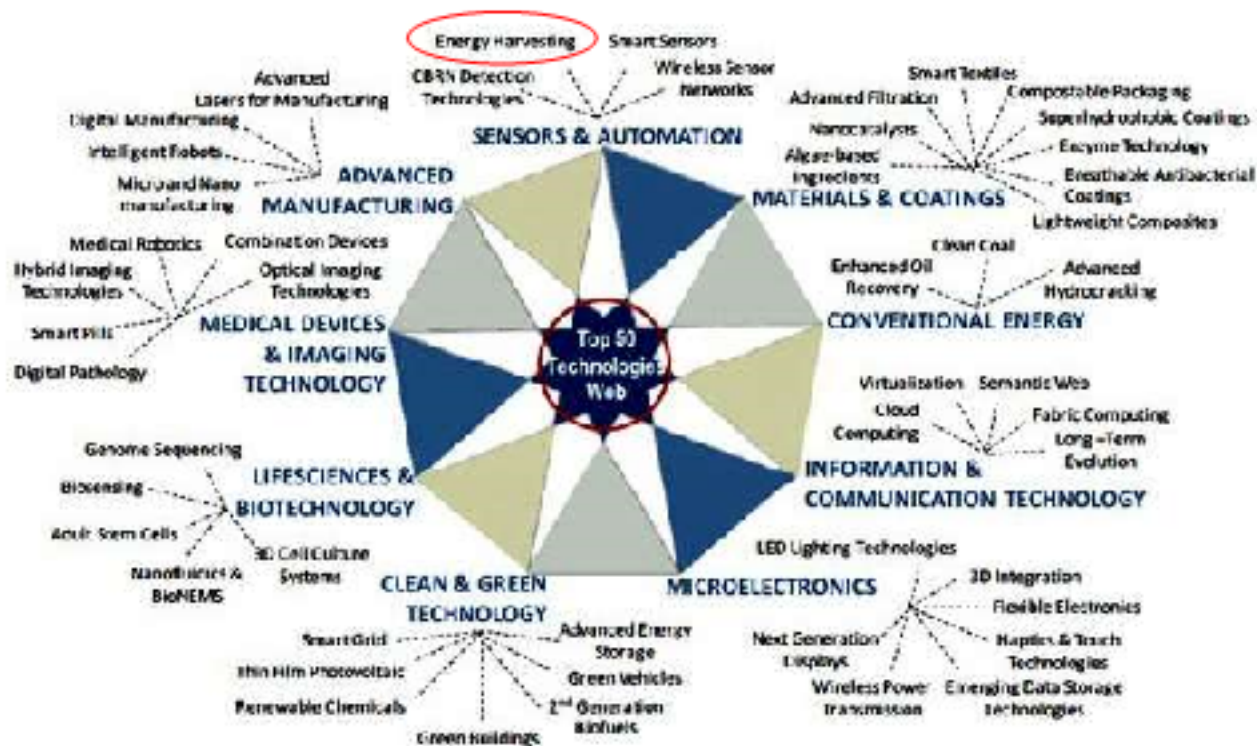 Energy Harvesting
Smart Sensors
CBRN Detection
Technologies
Wireless Sensor
Networks
SENSORS & AUTOMATION
Advanced
Lasers for Manufacturing
Digital Manufacturing
Intelligent Robots
Micro and Nano
manufacturing
ADVANCED
MANUFACTURING
Smart Textiles
Advanced Filtration
Compostable Packaging
Nanocatalysts
Superhydrophobic Coatings
Algae-based
Ingredients
Enzyme Technology
Breathable Antibacterial
Coatings
Lightweight Composites
MATERIALS & COATINGS
Medical Robotics
Combination Devices
Hybrid Imaging
Technologies
Optical Imaging
Technologies
Smart Pills
Digital Pathology
MEDICAL DEVICES
& IMAGING
TECHNOLOGY
Clean Coal
Enhanced Oil
Recovery
Advanced
Hydrocracking
CONVENTIONAL ENERGY
Top 50
Technologies
Web
Virtualization
Semantic Web
Cloud
Computing
Fabric Computing
Long -Term
Evolution
INFORMATION &
COMMUNICATION TECHNOLOGY
Genome Sequencing
Biosensing
Adult Stem Cells
Nanofluidics &
BioNEMS
3D Cell Culture
Systems
LIFESCIENCES &
BIOTECHNOLOGY
LED Lighting Technologies
3D Integration
Flexible Electronics
Next Generation
Displays
Haptics & Touch
Technologies
Wireless Power
Transmission
Emerging Data Storage
Technologies
MICROELECTRONICS
CLEAN & GREEN
TECHNOLOGY
Smart Grid
Advanced Energy
Storage
Thin Film Photovoltaic
Green Vehicles
Renewable Chemicals
2nd Generation
Biofuels
Green Buildings